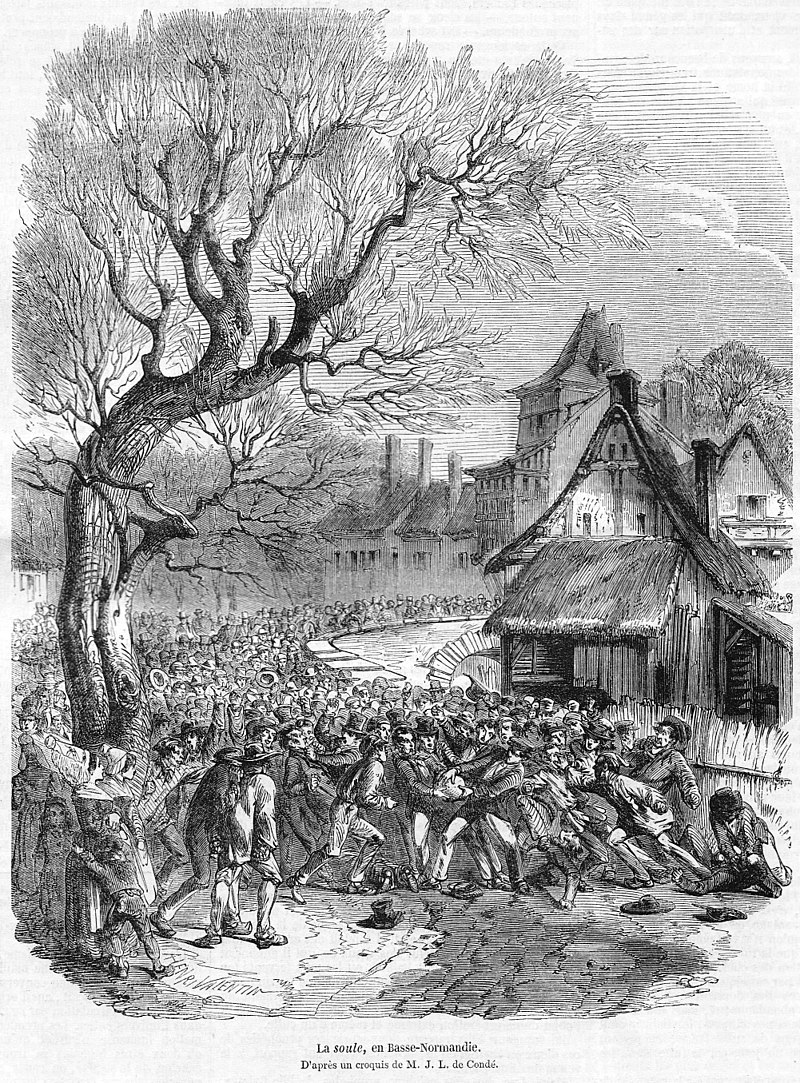 La soule, en Basse-Normandie.
D'après un croquis de M. J. L. de Condé.